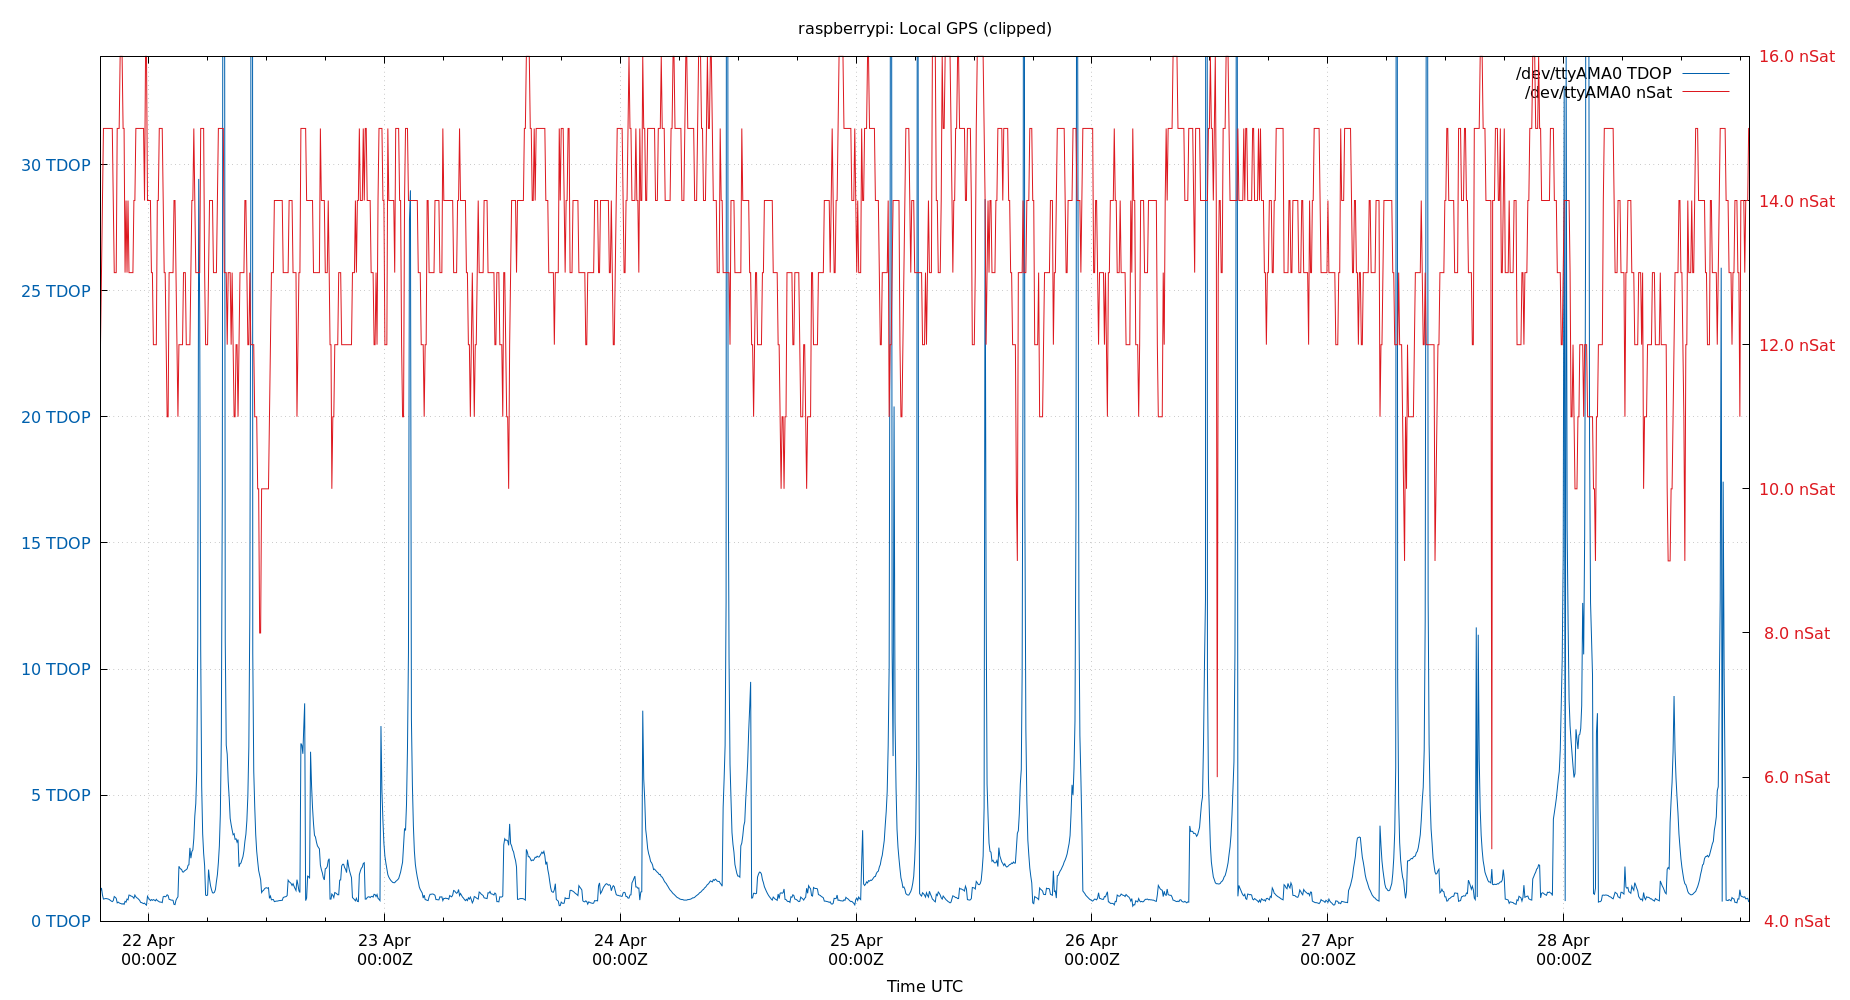 raspberrypi: Local GPS (clipped)
/dev/ttyAMA0 TDOP
/dev/ttyAMA0 nSat
30 TDOP
25 TDOP
20 TDOP
15 TDOP
10 TDOP
5 TDOP
0 TDOP
16.0 nSat
14.0 nSat
12.0 nSat
10.0 nSat
8.0 nSat
6.0 nSat
4.0 nSat
22 Apr
00:00Z
23 Apr
00:00Z
24 Apr
00:00Z
25 Apr
00:00Z
26 Apr
00:00Z
27 Apr
00:00Z
28 Apr
00:00Z
Time UTC